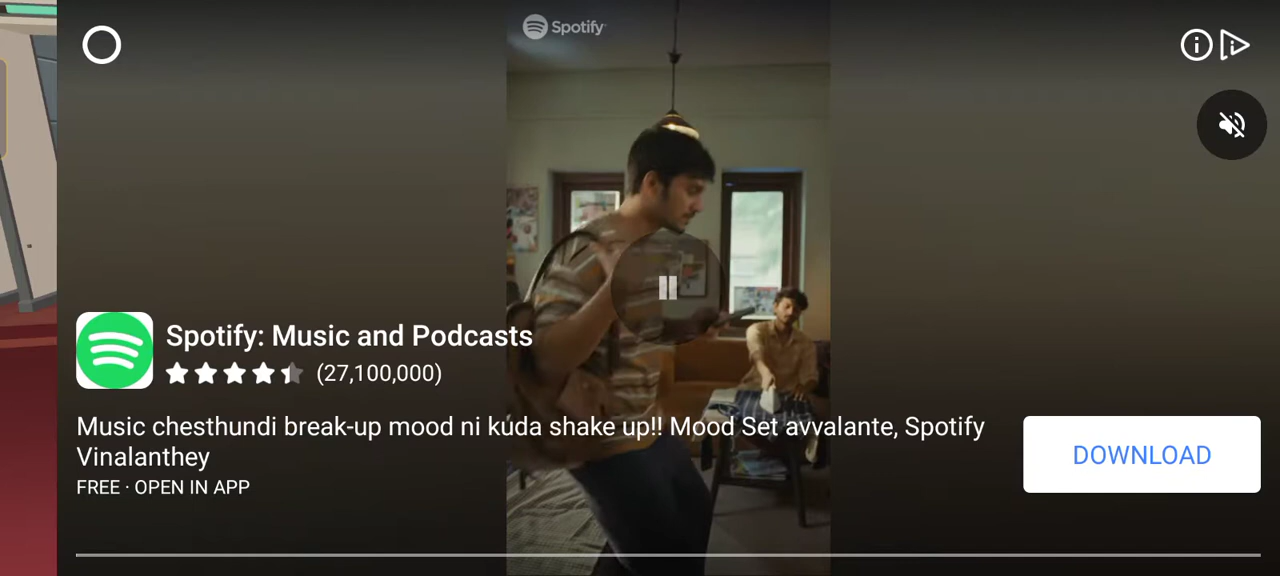 Spotify
Spotify: Music and Podcasts
(27,100,000)
Music chesthundi break-up mood ni kuda shake up!! Mood Set avvalante, Spotify
Vinalanthey
FREE · OPEN IN APP
DOWNLOAD